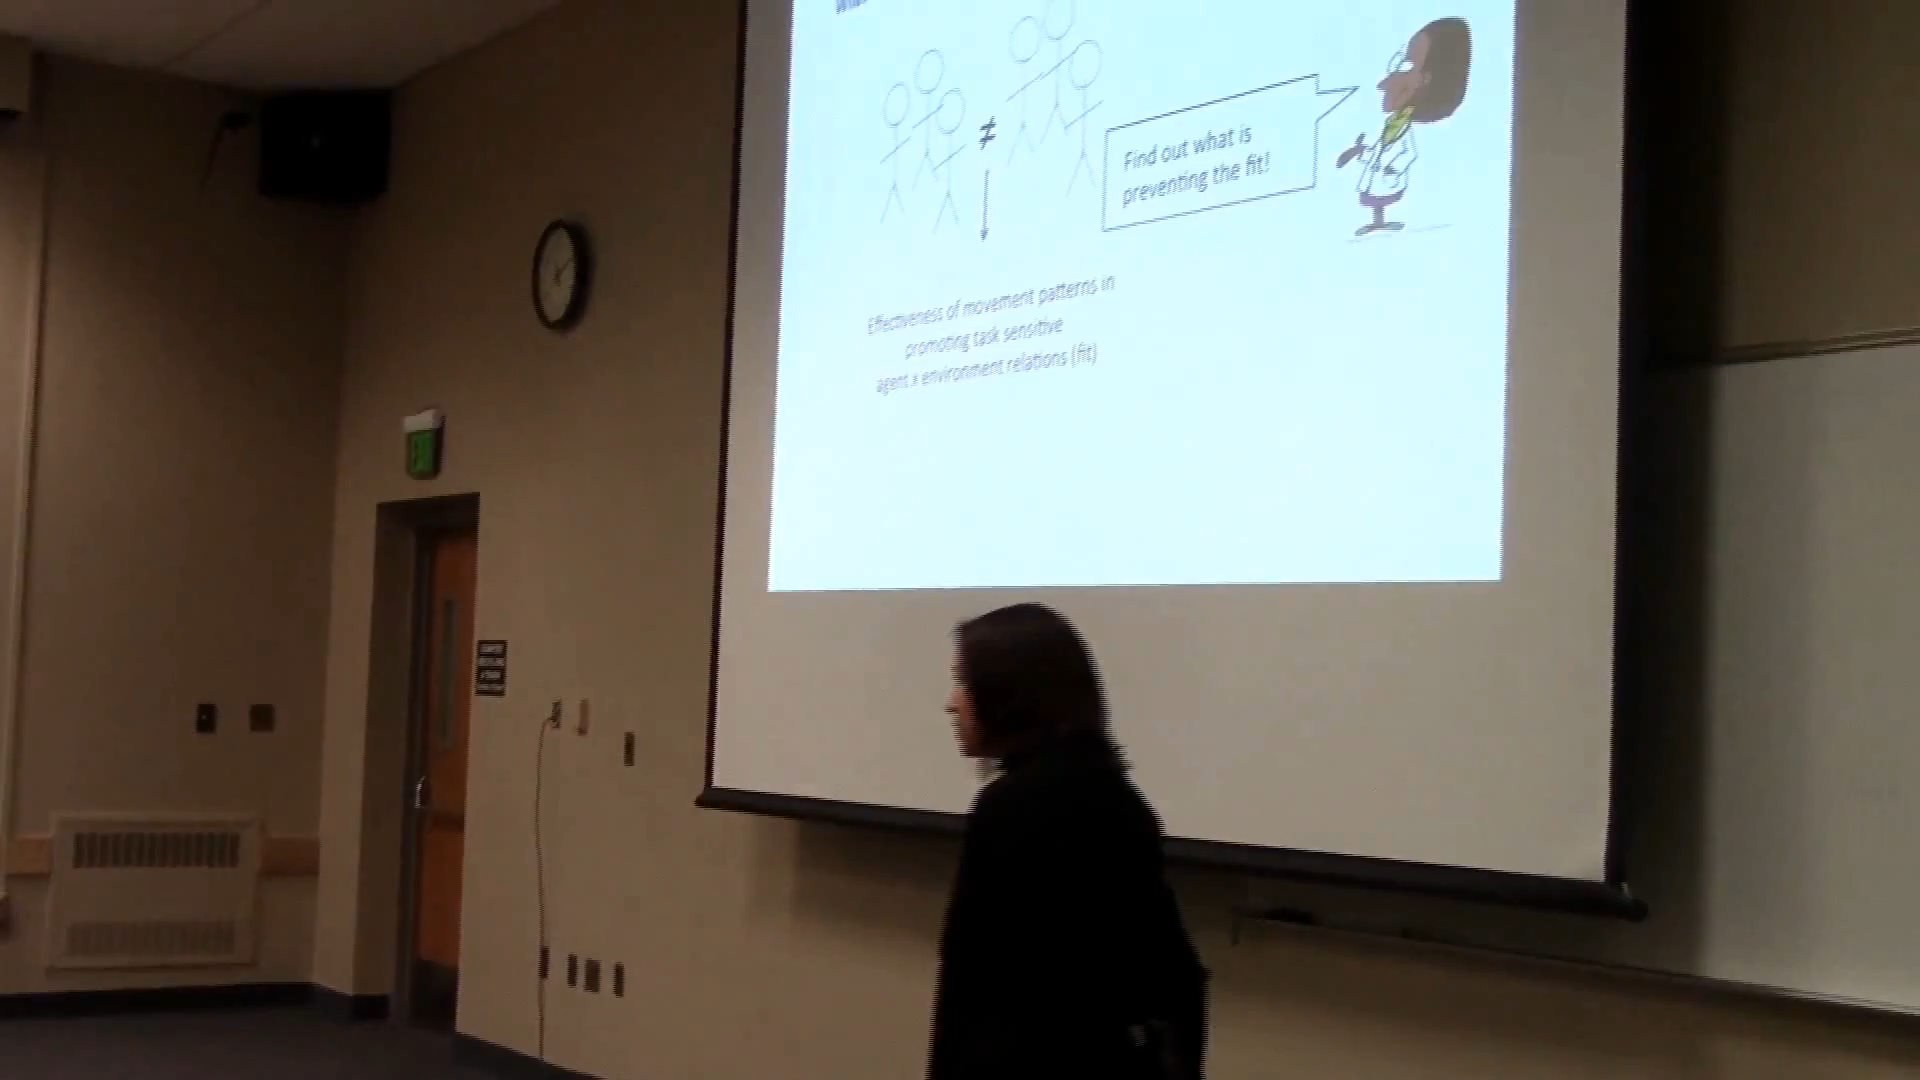 ≠
Find out what is
preventing the fit!
Effectiveness of movement patterns in
promoting task sensitive
agent x environment relations (fit)
EXIT